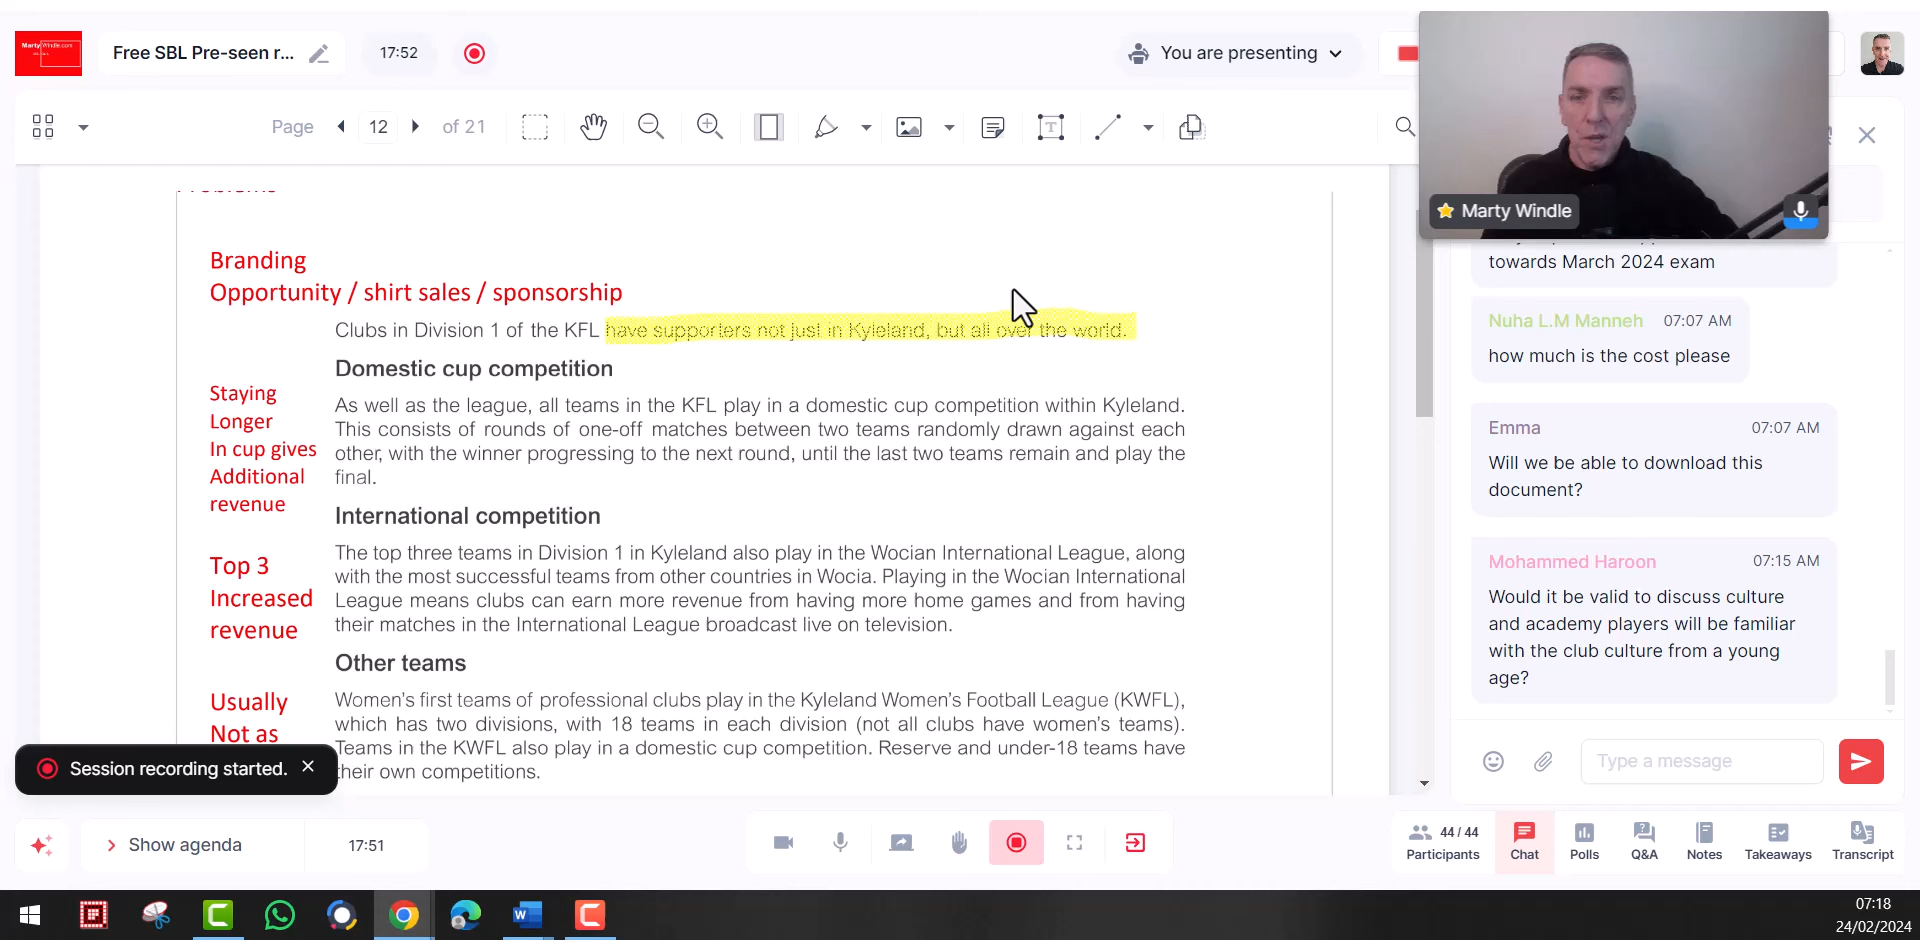 MartyWindle.com
Free SBL Pre-seen r...
17:52
You are presenting
Page 12 of 21
Marty Windle
Branding
Opportunity / shirt sales / sponsorship
Clubs in Division 1 of the KFL have supporters not just in Kyleland, but all over the world.
Domestic cup competition
Staying
Longer
In cup gives
Additional
revenue
As well as the league, all teams in the KFL play in a domestic cup competition within Kyleland.
This consists of rounds of one-off matches between two teams randomly drawn against each
other, with the winner progressing to the next round, until the last two teams remain and play the
final.
International competition
Top 3
Increased
revenue
The top three teams in Division 1 in Kyleland also play in the Wocian International League, along
with the most successful teams from other countries in Wocia. Playing in the Wocian International
League means clubs can earn more revenue from having more home games and from having
their matches in the International League broadcast live on television.
Other teams
Usually
Not as
Women's first teams of professional clubs play in the Kyleland Women's Football League (KWFL),
which has two divisions, with 18 teams in each division (not all clubs have women's teams).
Teams in the KWFL also play in a domestic cup competition. Reserve and under-18 teams have
their own competitions.
Session recording started.
towards March 2024 exam
Nuha L.M Manneh 07:07 AM
how much is the cost please
Emma 07:07 AM
Will we be able to download this
document?
Mohammed Haroon 07:15 AM
Would it be valid to discuss culture
and academy players will be familiar
with the club culture from a young
age?
Type a message
Show agenda
17:51
44 / 44
Participants
Chat
Polls
Q&A
Notes
Takeaways
Transcript
07:18
24/02/2024